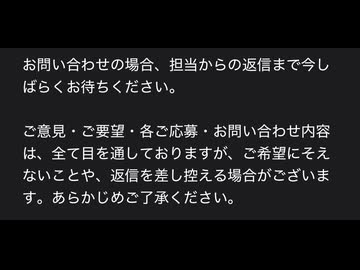 お問い合わせの場合、担当からの返信まで今し
ばらくお待ちください。
ご意見・ご要望・各ご応募・お問い合わせ内容
は、全て目を通しておりますが、ご希望にそえ
ないことや、返信を差し控える場合がございま
す。あらかじめご了承ください。